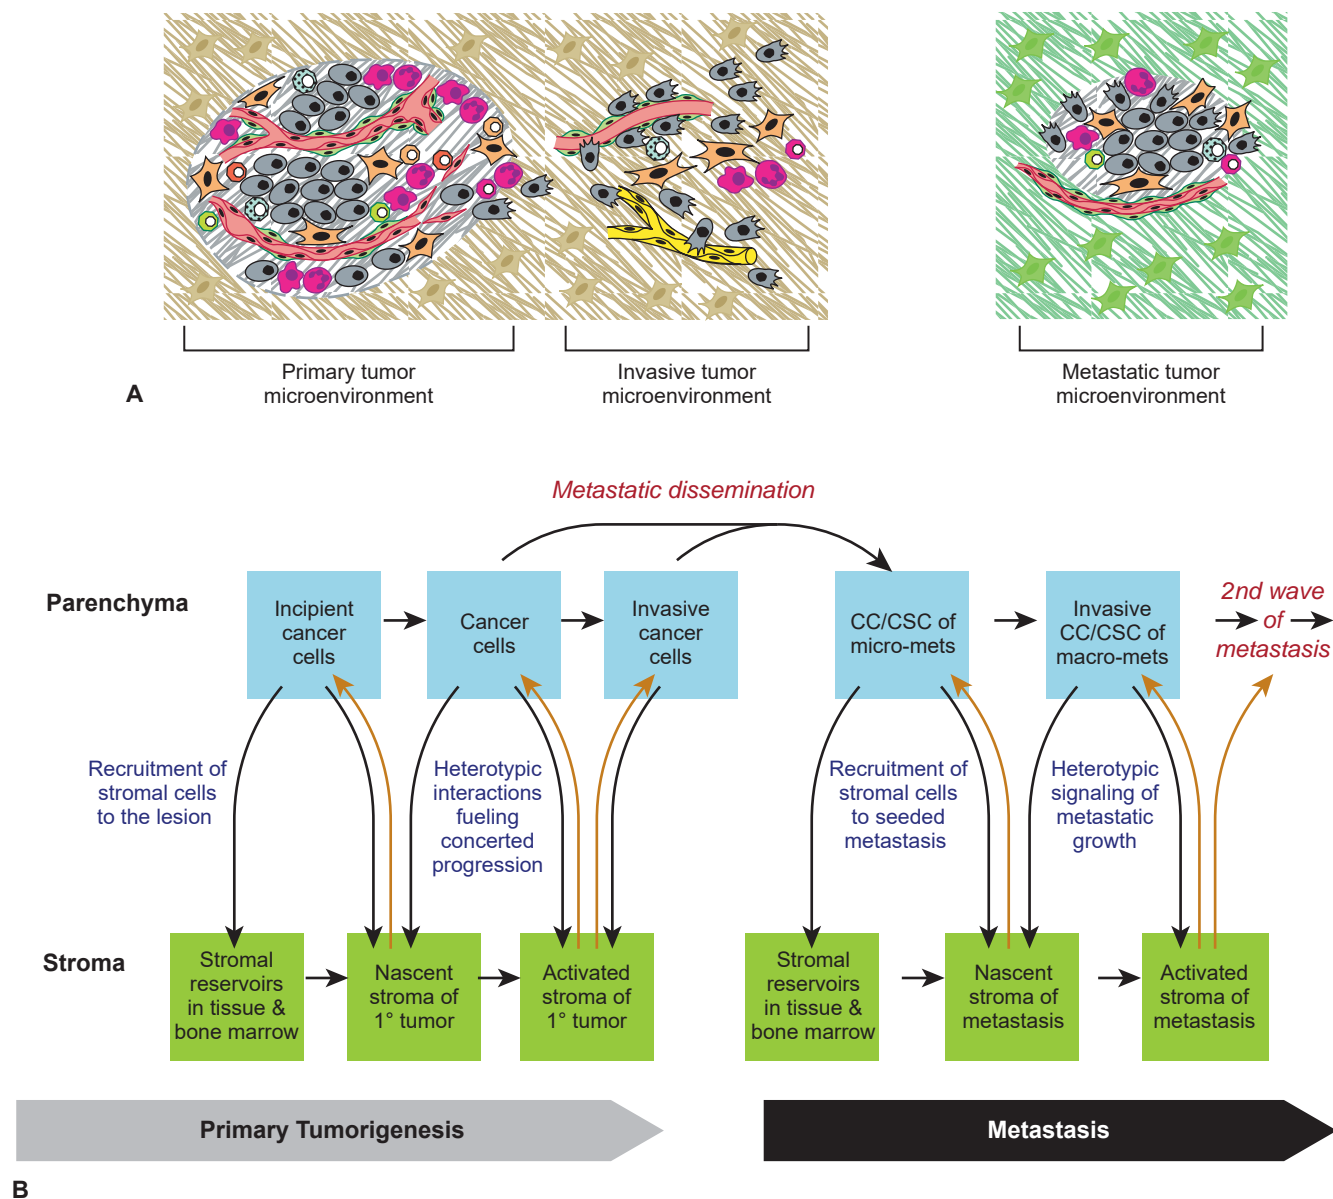 Primary tumor
microenvironment
Invasive tumor
microenvironment
Metastatic tumor
microenvironment
A
Metastatic dissemination
Parenchyma
Incipient
cancer
cells
Cancer
cells
Invasive
cancer
cells
CC/CSC of
micro-mets
Invasive
CC/CSC of
macro-mets
2nd wave
of
metastasis
Recruitment of
stromal cells
to the lesion
Heterotypic
interactions
fueling
concerted
progression
Recruitment of
stromal cells
to seeded
metastasis
Heterotypic
signaling of
metastatic
growth
Stroma
Stromal
reservoirs
in tissue &
bone marrow
Nascent
stroma of
1° tumor
Activated
stroma of
1° tumor
Stromal
reservoirs
in tissue &
bone marrow
Nascent
stroma of
metastasis
Activated
stroma of
metastasis
Primary Tumorigenesis
Metastasis
B